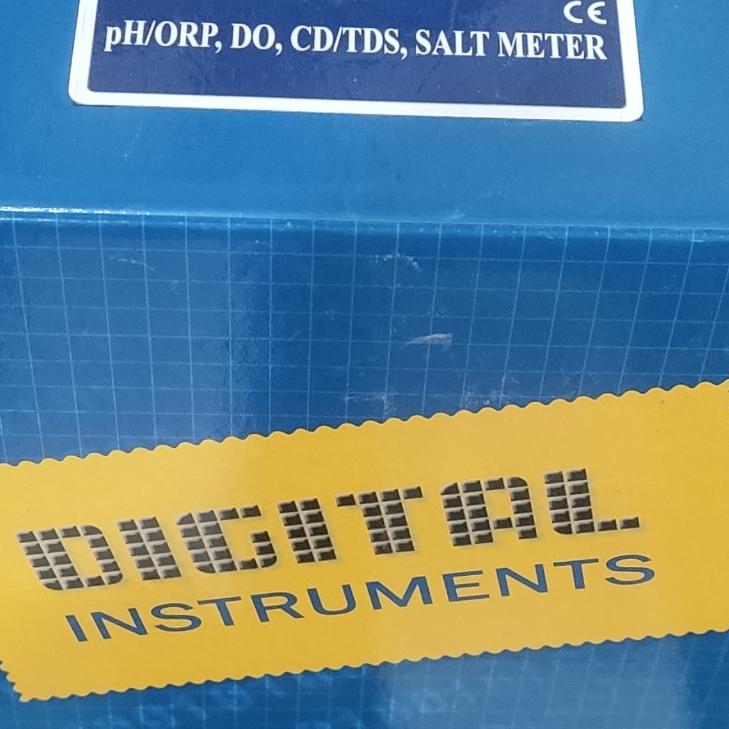 CE
pH/ORP, DO, CD/TDS, SALT METER
DIGITAL
INSTRUMENTS